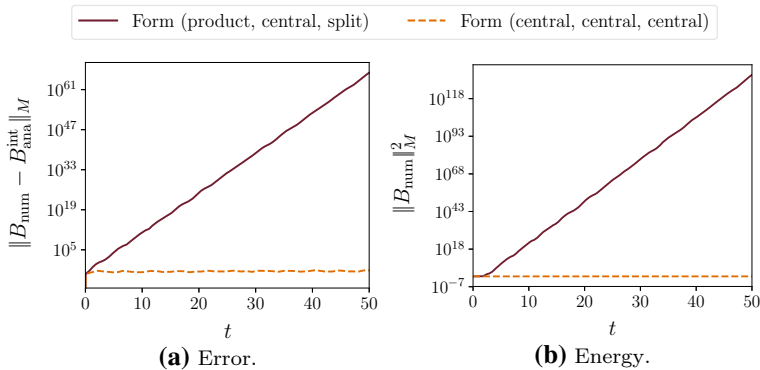 Form (product, central, split)
Form (central, central, central)
‖B_num − B_ana^int‖_M
10^61
10^47
10^33
10^19
10^5
0 10 20 30 40 50
t
(a) Error.
‖B_num‖_M^2
10^118
10^93
10^68
10^43
10^18
10^−7
0 10 20 30 40 50
t
(b) Energy.